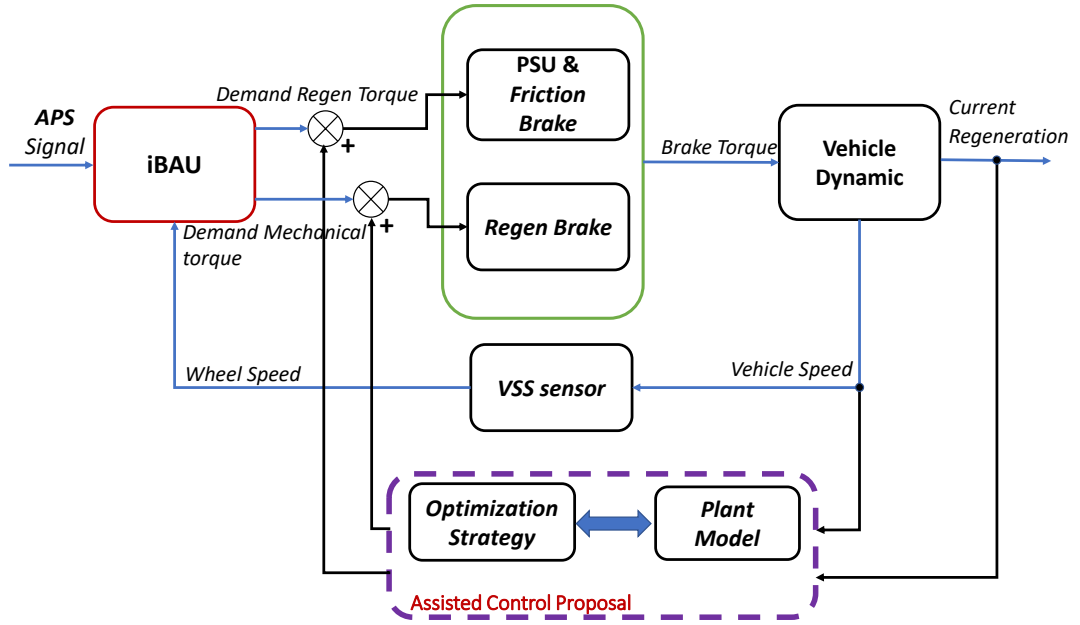 APS
Signal
iBAU
Demand Regen Torque
+
Demand Mechanical
torque
+
PSU &
Friction
Brake
Regen Brake
Brake Torque
Vehicle
Dynamic
Current
Regeneration
Wheel Speed
VSS sensor
Vehicle Speed
Optimization
Strategy
Plant
Model
Assisted Control Proposal